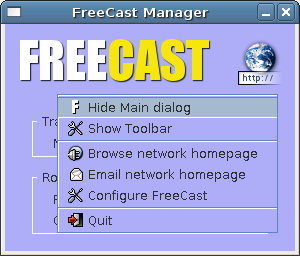 FreeCast Manager
FREECAST
http://
Hide Main dialog
Tra
Show Toolbar
Browse network homepage
Email network homepage
Ro
Configure FreeCast
Quit